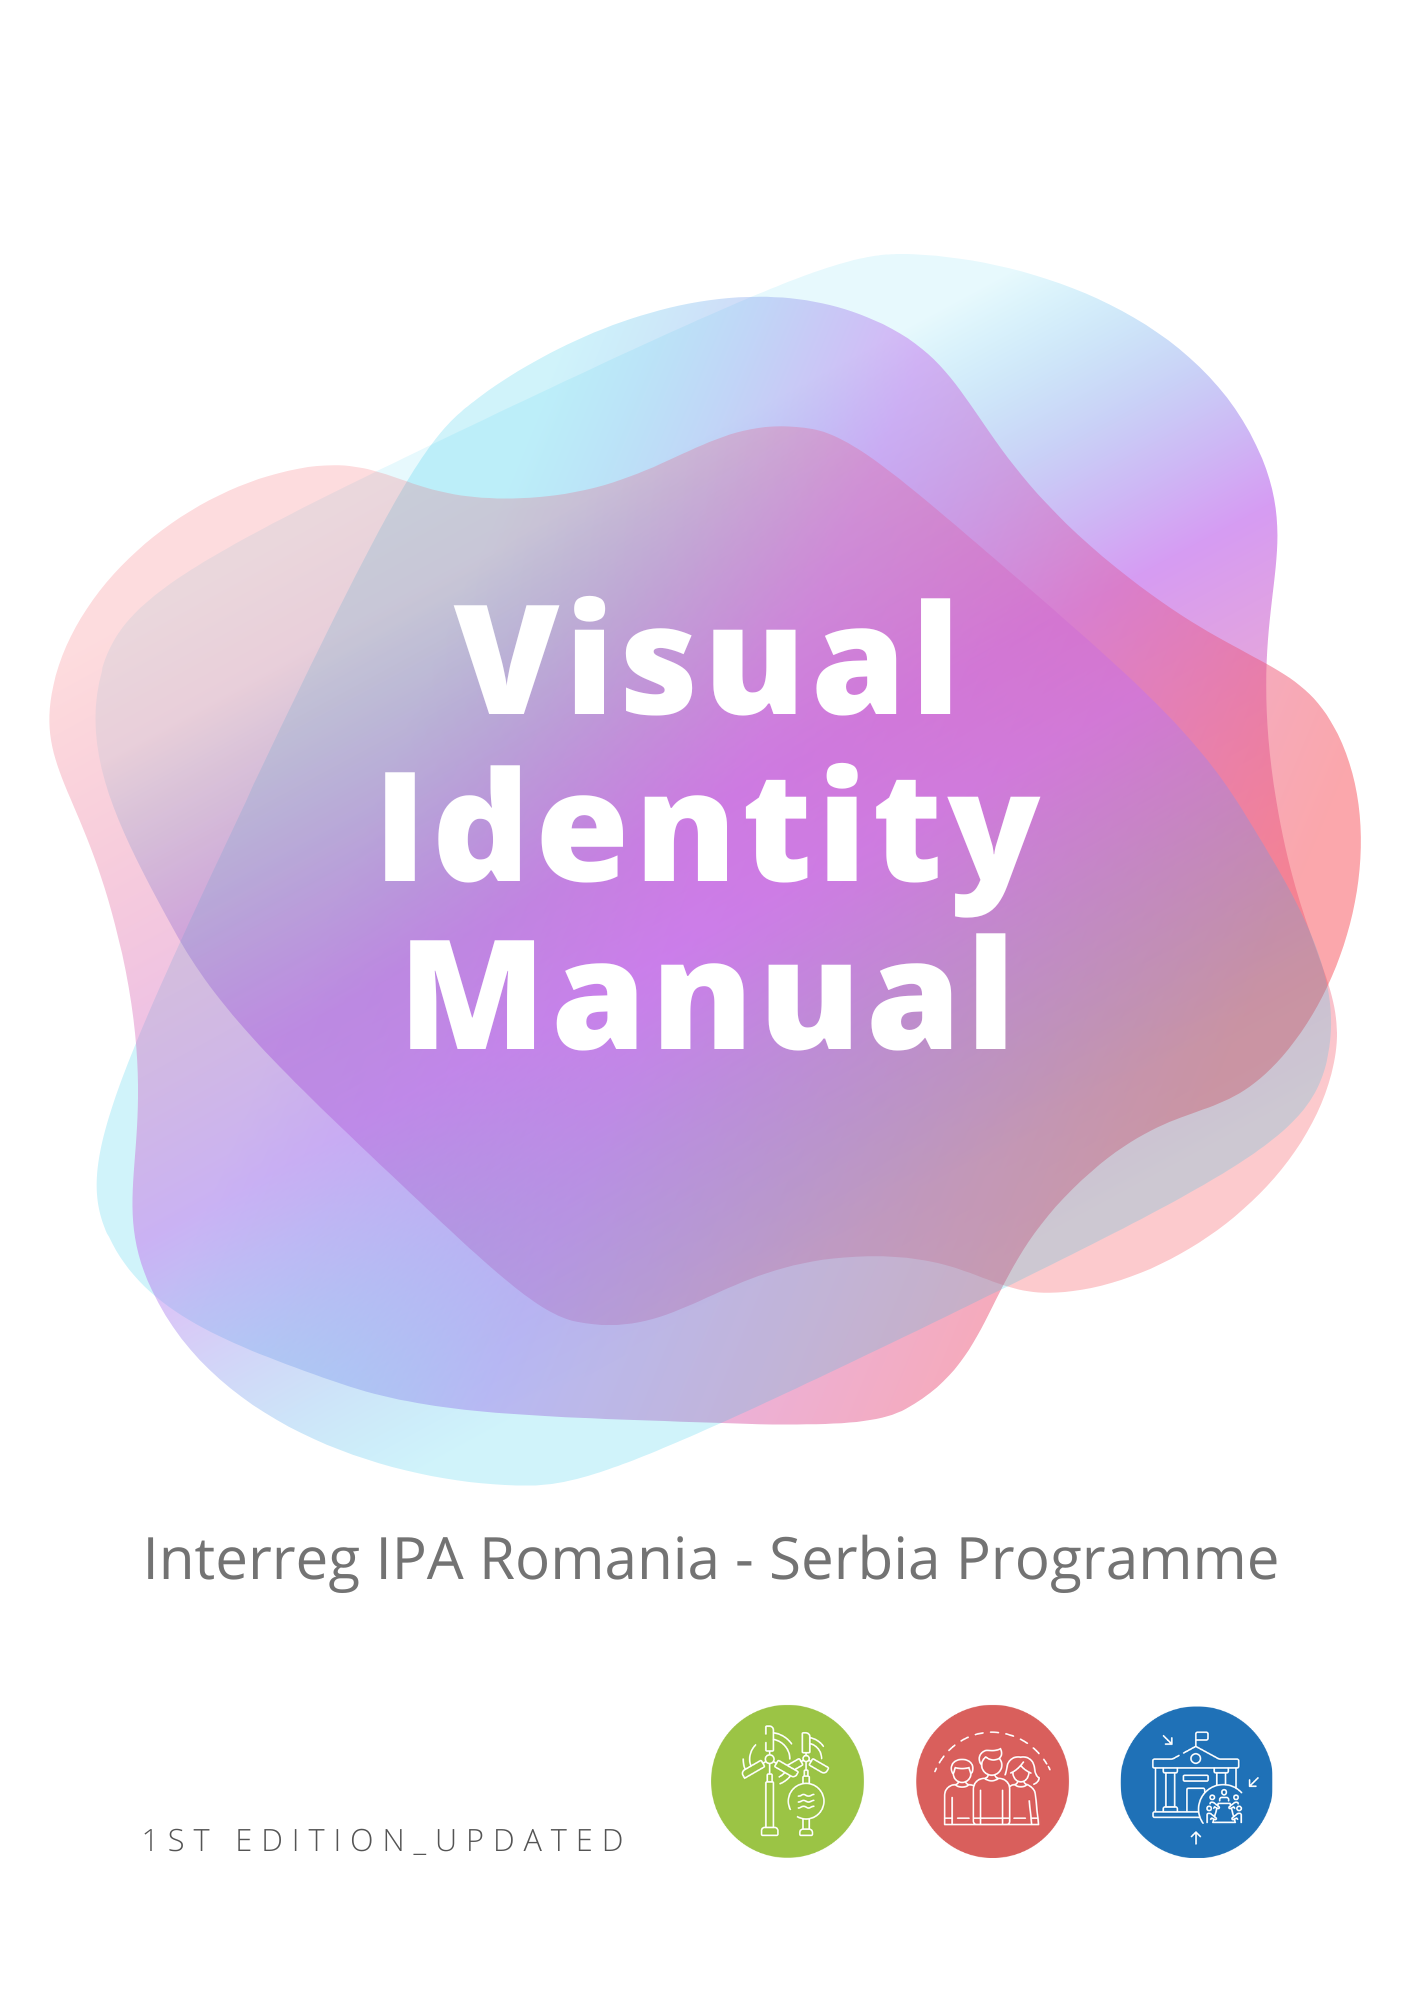 Visual
Identity
Manual
Interreg IPA Romania - Serbia Programme
1ST EDITION_UPDATED